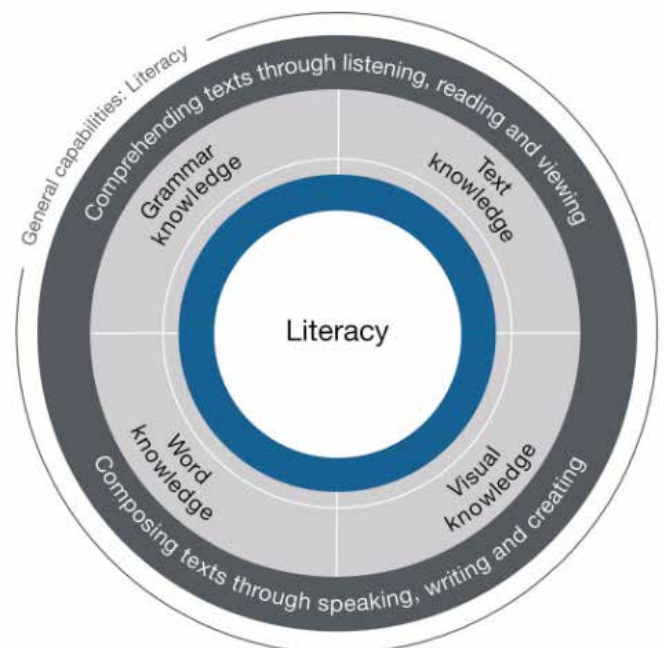 General capabilities: Literacy
Comprehending texts through listening, reading and viewing
Grammar
knowledge
Text
knowledge
Literacy
Word
knowledge
Visual
knowledge
Composing texts through speaking, writing and creating